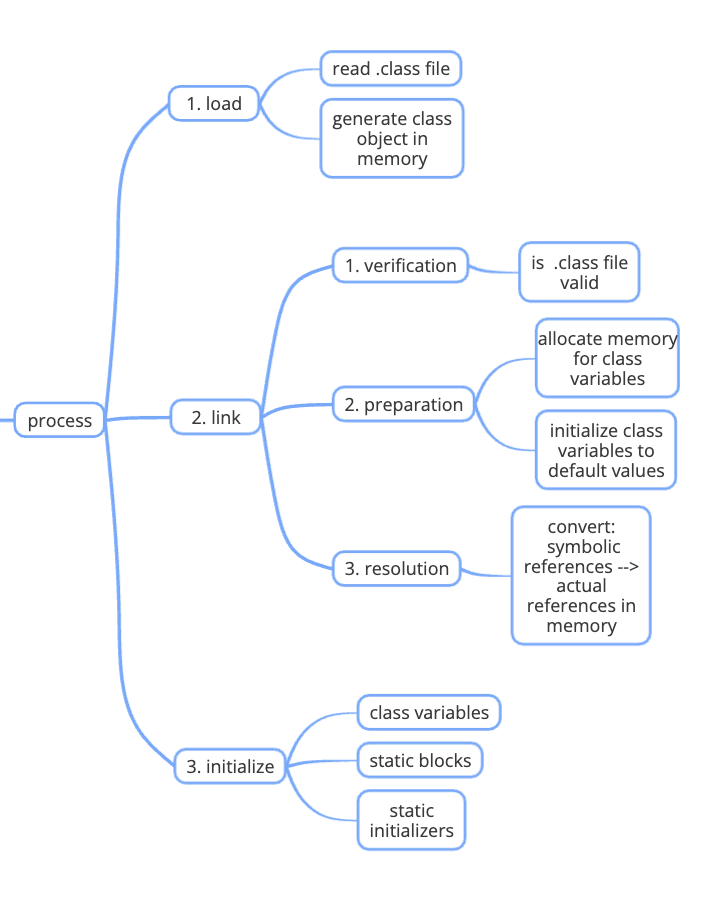 read .class file
1. load
generate class
object in
memory
1. verification
is  .class file
valid
allocate memory
for class
variables
process
2. link
2. preparation
initialize class
variables to
default values
3. resolution
convert:
symbolic
references -->
actual
references in
memory
class variables
3. initialize
static blocks
static
initializers